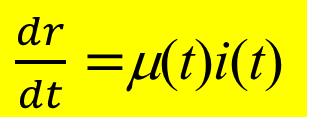 dr/dt = μ(t)i(t)